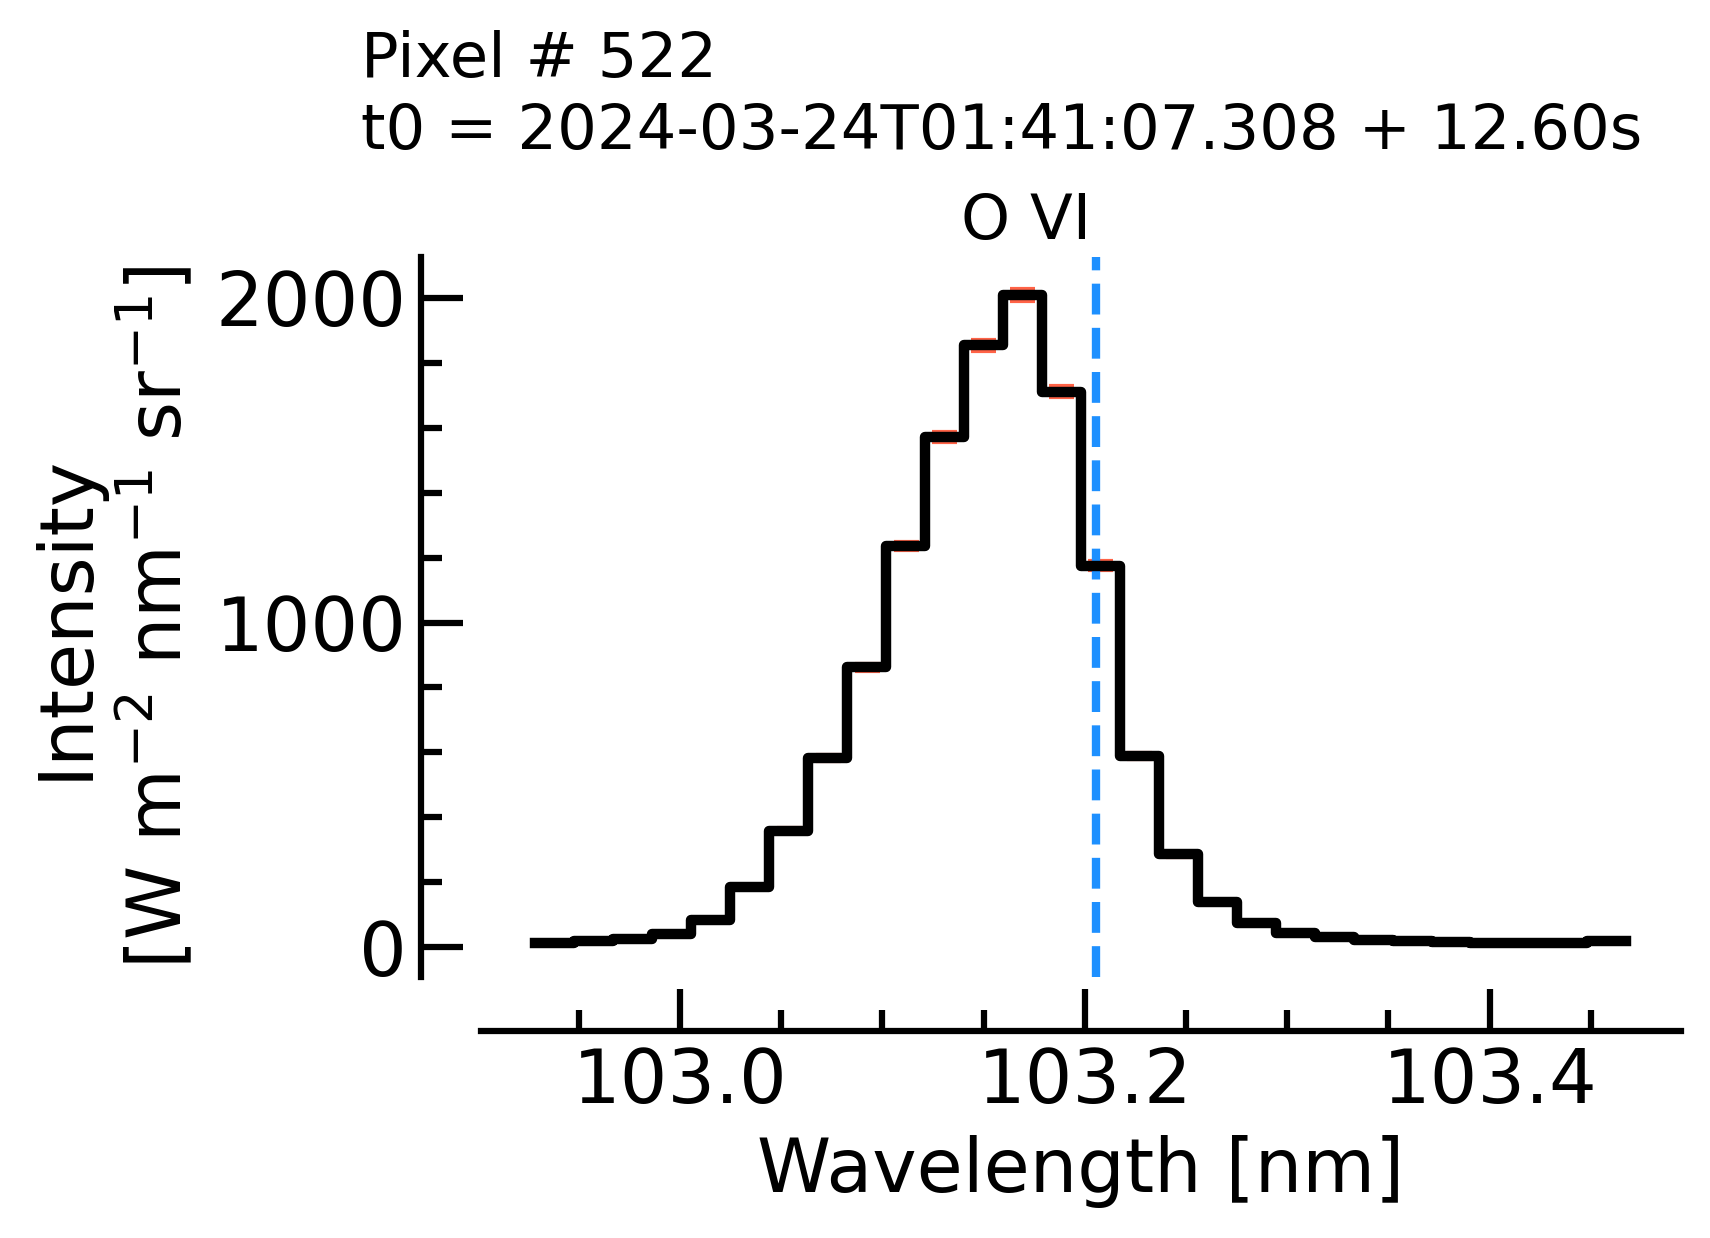 Pixel # 522
t0 = 2024-03-24T01:41:07.308 + 12.60s
O VI
2000
1000
0
Intensity
[W m⁻² nm⁻¹ sr⁻¹]
103.0 103.2 103.4
Wavelength [nm]